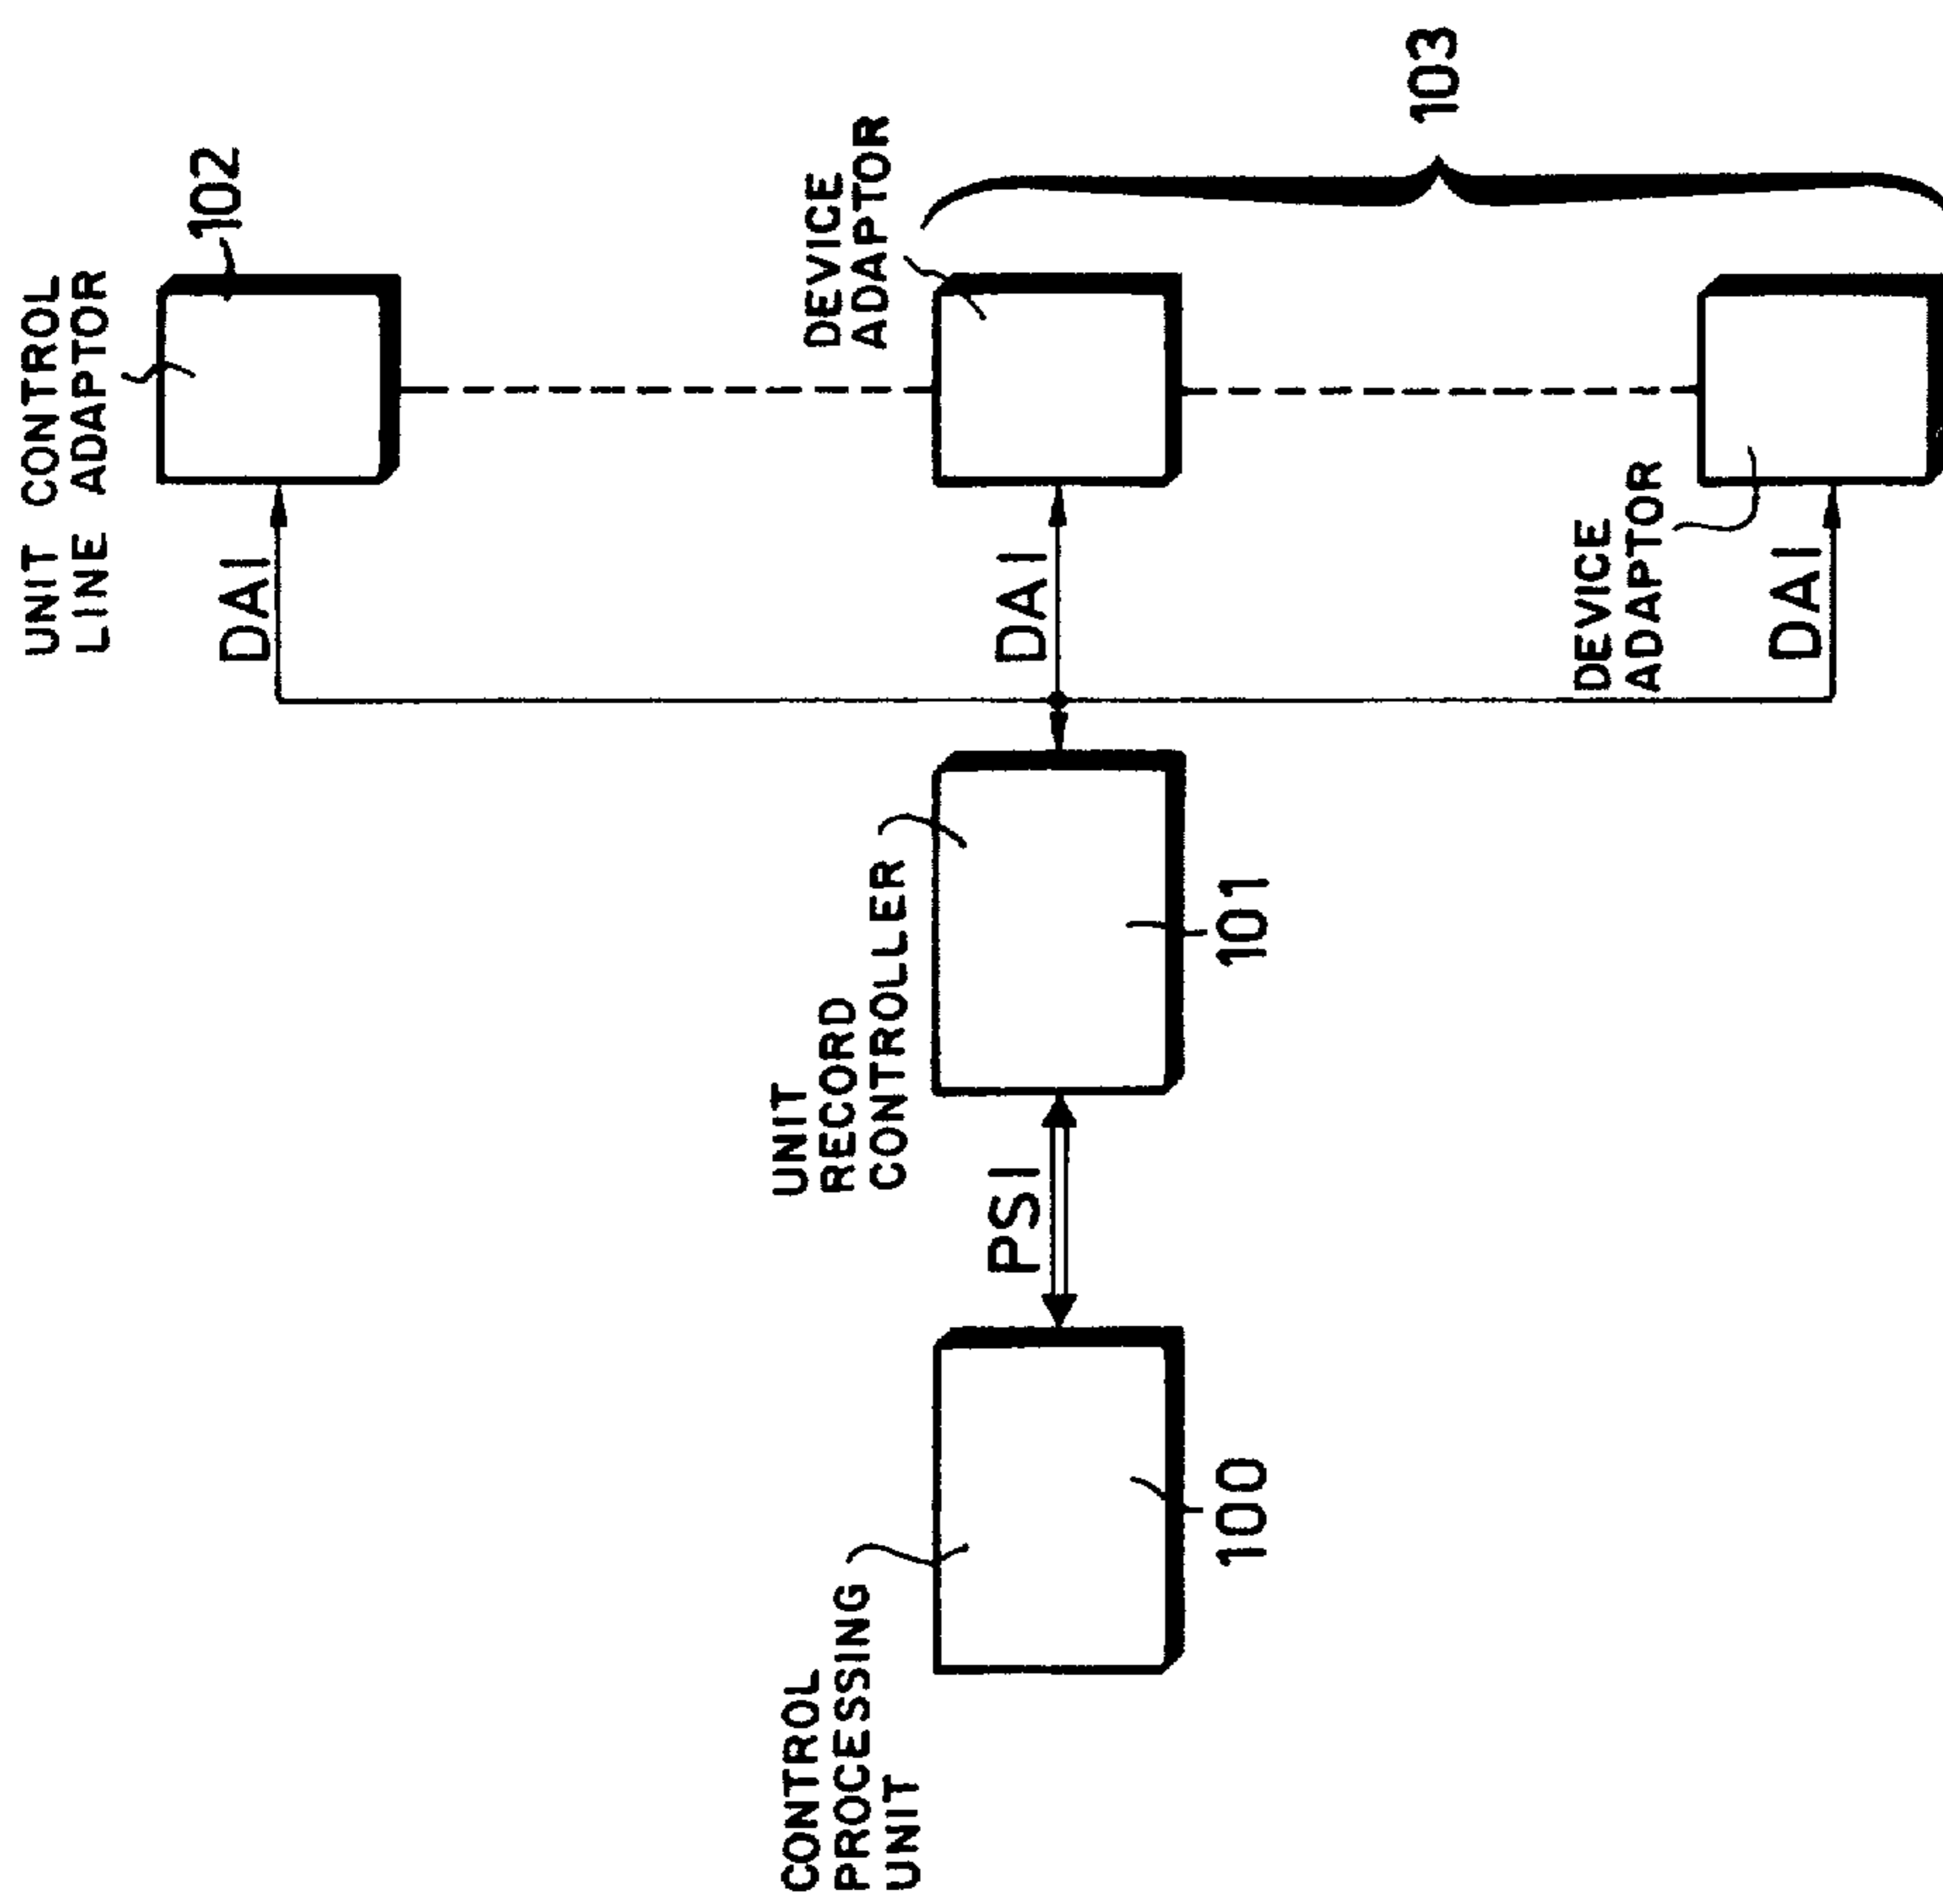 CONTROL
PROCESSING
UNIT
100
PSI
UNIT
RECORD
CONTROLLER
101
UNIT CONTROL
LINE ADAPTOR
102
DAI
DEVICE
ADAPTOR
DAI
DEVICE
ADAPTOR
DAI
103